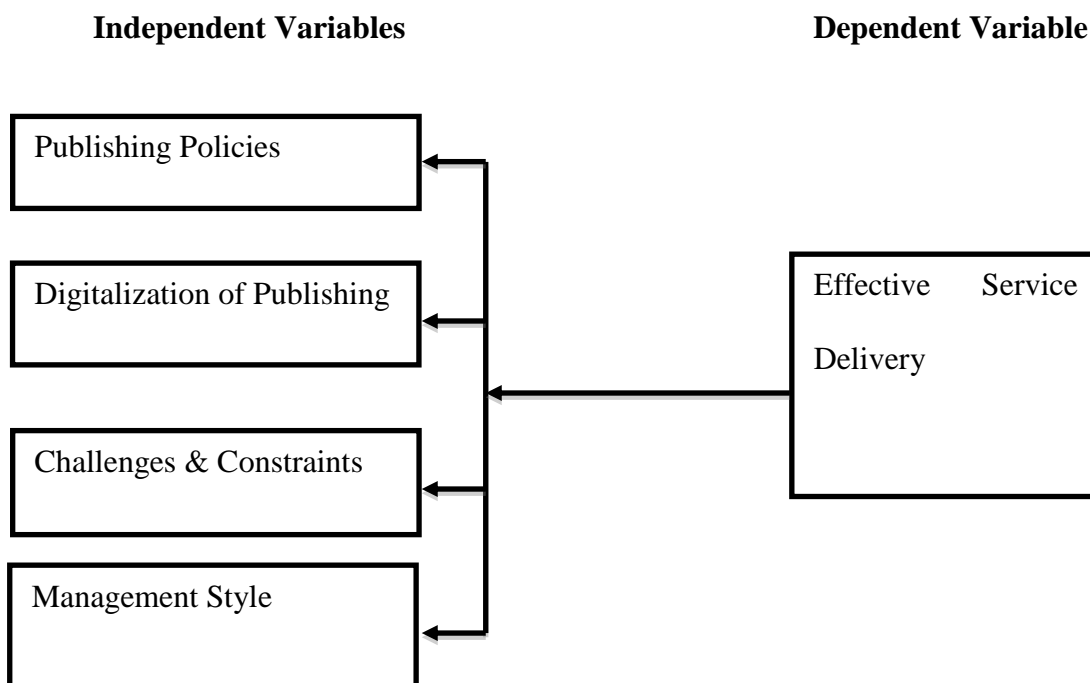 Independent Variables
Dependent Variable
Publishing Policies
Digitalization of Publishing
Challenges & Constraints
Management Style
Effective Service
Delivery